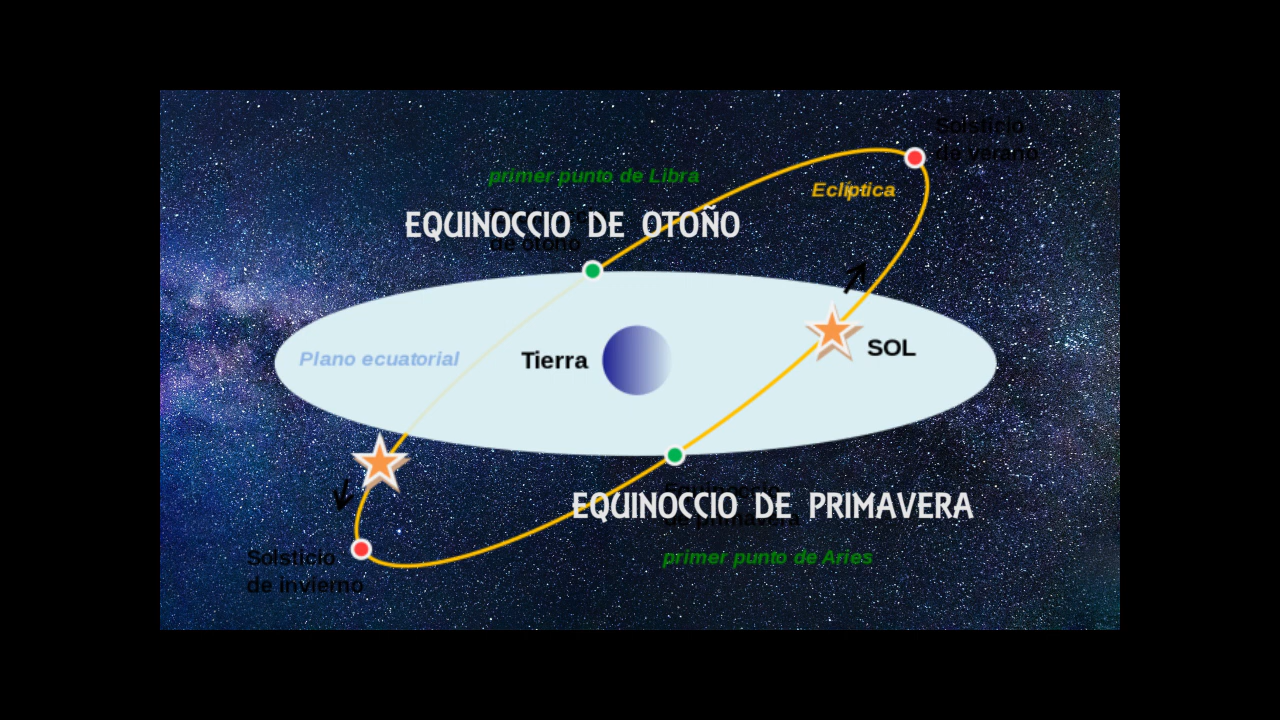 Solsticio
de verano
primer punto de Libra
Eclíptica
EQUINOCCIO DE OTOÑO
de otoño
Plano ecuatorial
Tierra
SOL
Equinoccio
EQUINOCCIO DE PRIMAVERA
de primavera
primer punto de Aries
Solsticio
de invierno